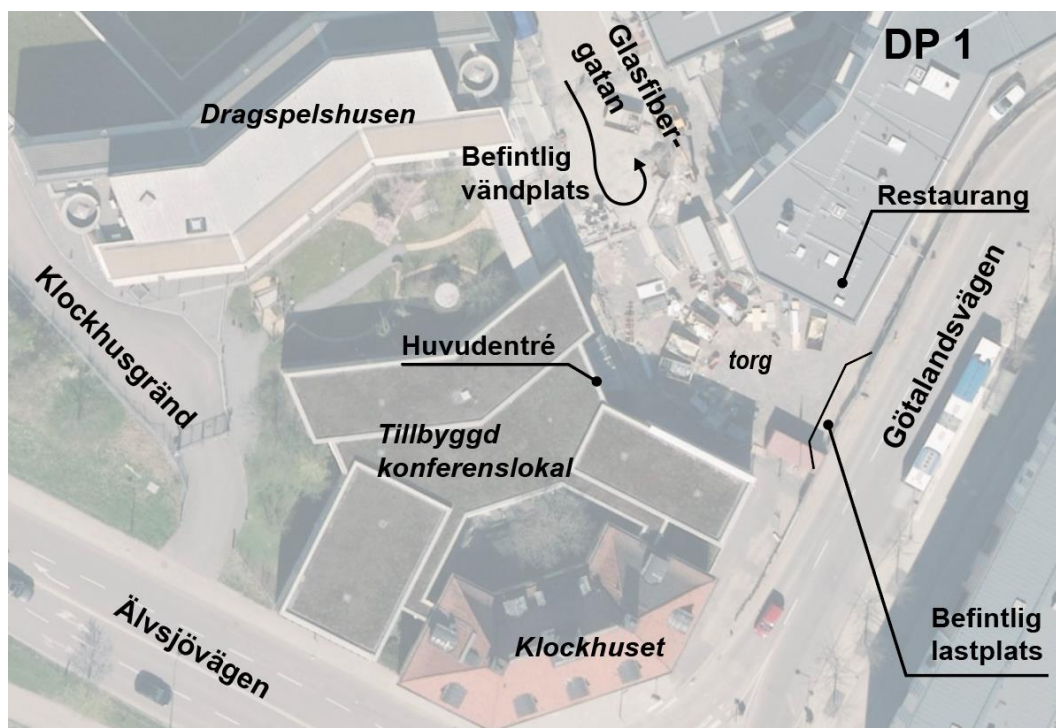 DP 1
Glasfiber-
gatan
Dragspelshusen
Befintlig
vändplats
Restaurang
Klockhusgränd
Götalandsvägen
Huvudentré
torg
Tillbyggd
konferenslokal
Älvsjövägen
Klockhuset
Befintlig
lastplats